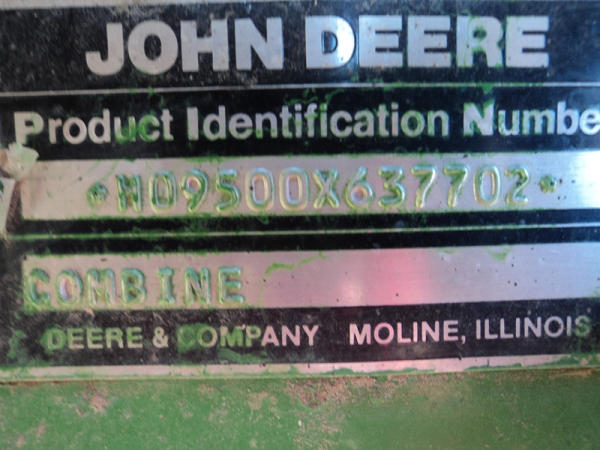 JOHN DEERE
Product Identification Numbe
*H09500X637702*
COMBINE
DEERE & COMPANY MOLINE, ILLINOIS